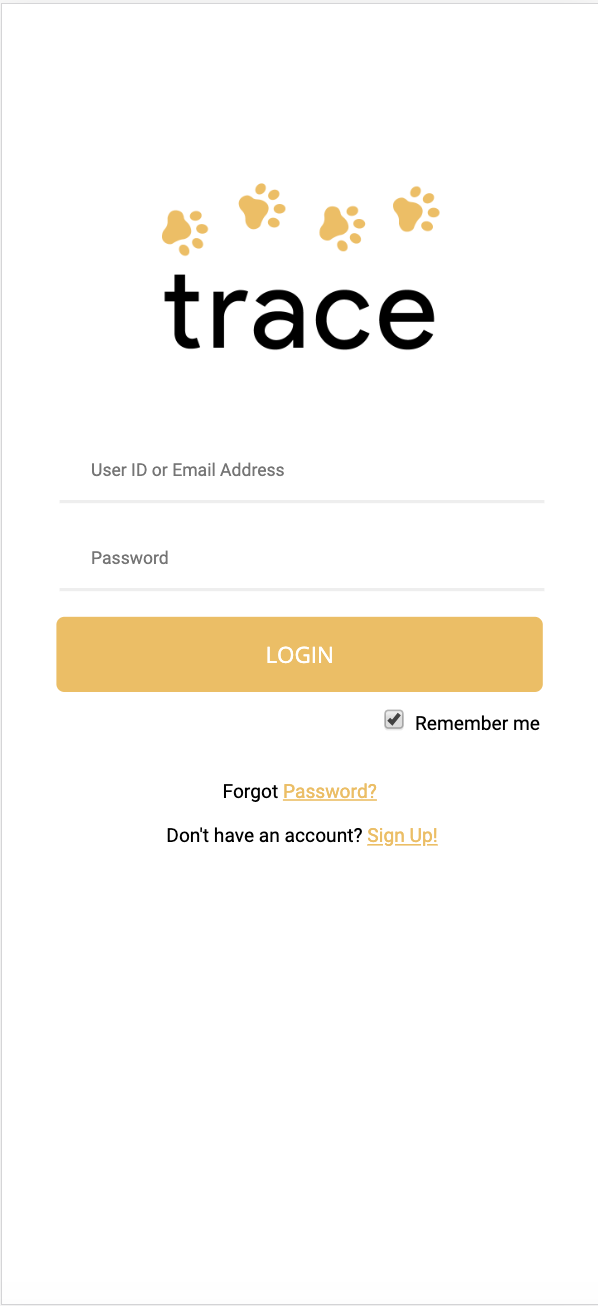 trace
User ID or Email Address
Password
LOGIN
Remember me
Forgot Password?
Don't have an account? Sign Up!